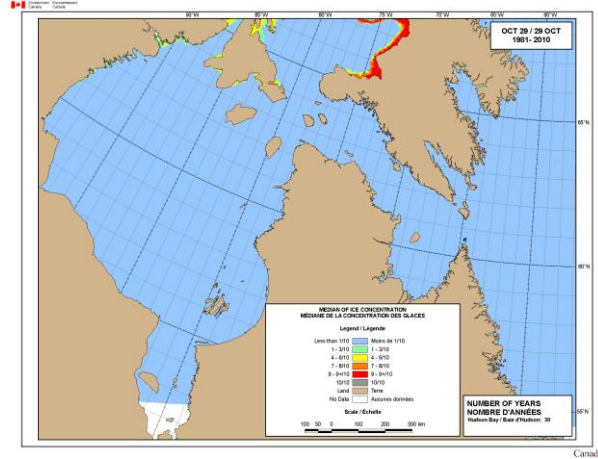 Environment Environnement
Canada Canada
90°W 85°W 80°W 75°W 70°W 65°W 60°W
OCT 29 / 29 OCT
1981- 2010
65°N
60°N
55°N
MEDIAN OF ICE CONCENTRATION
MÉDIANE DE LA CONCENTRATION DES GLACES
Legend / Légende
Less than 1/10 Moins de 1/10
1 - 3/10 1 - 3/10
4 - 6/10 4 - 6/10
7 - 8/10 7 - 8/10
9 - 9+/10 9 - 9+/10
10/10 10/10
Land Terre
No Data Aucunes données
Scale / Échelle
100 50 0 100 200 300 km
NUMBER OF YEARS
NOMBRE D'ANNÉES
Hudson Bay / Baie d'Hudson: 30
Canad